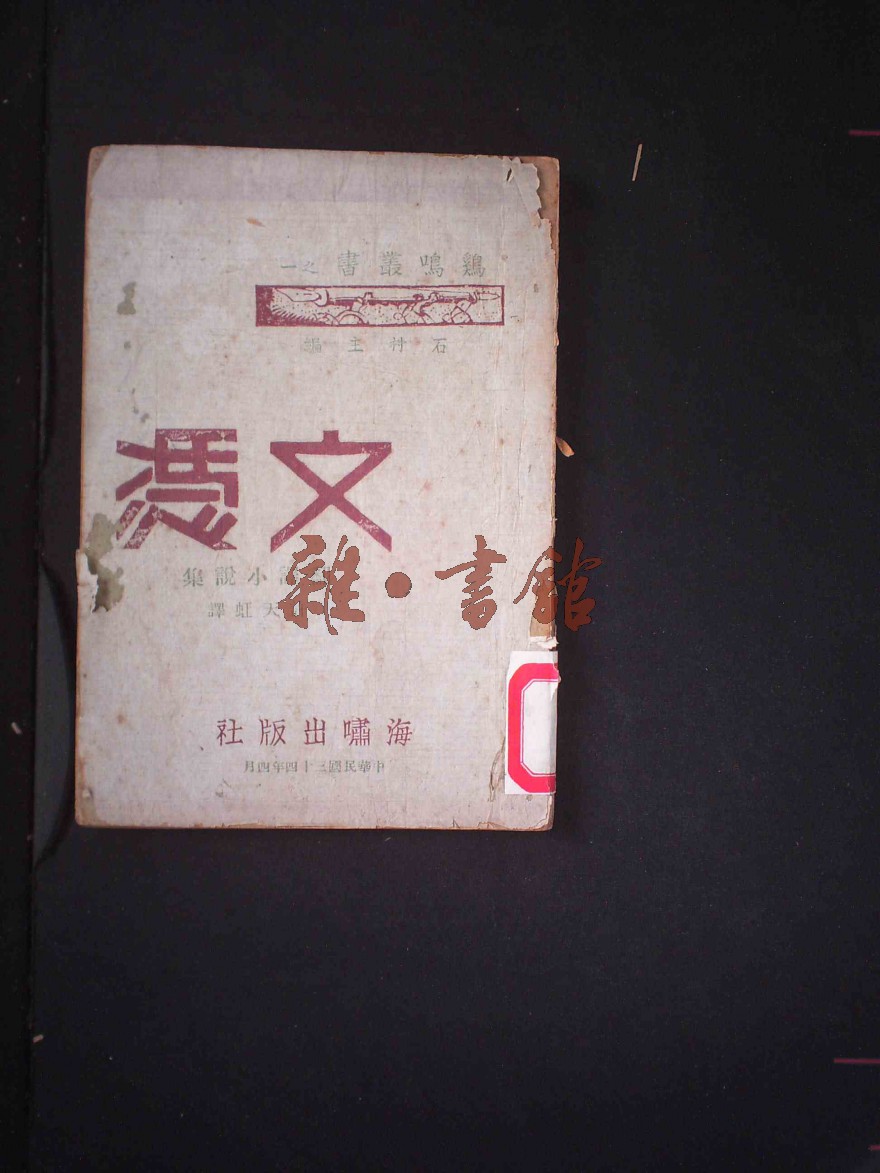 鷄鳴叢書之一
石艸主編
文憑
小說集
天虹譯
雜·書館
海嘯出版社
中華民國三十四年四月